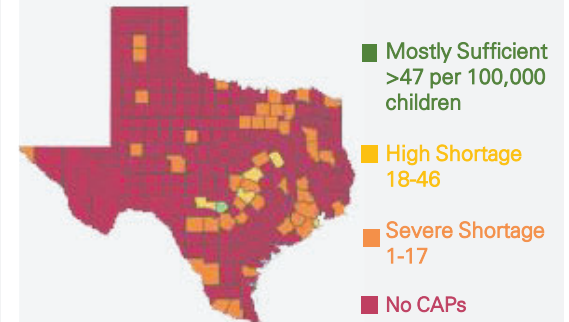 Mostly Sufficient
>47 per 100,000
children
High Shortage
18-46
Severe Shortage
1-17
No CAPs